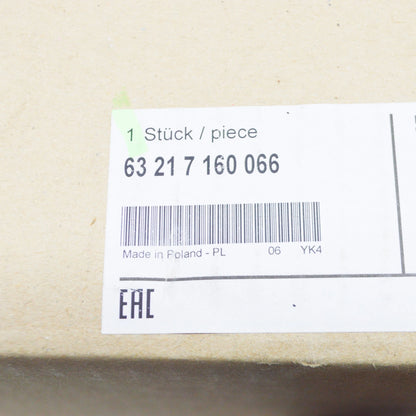 1 Stück / piece
63 21 7 160 066
Made in Poland - PL 06 YK4
EAC